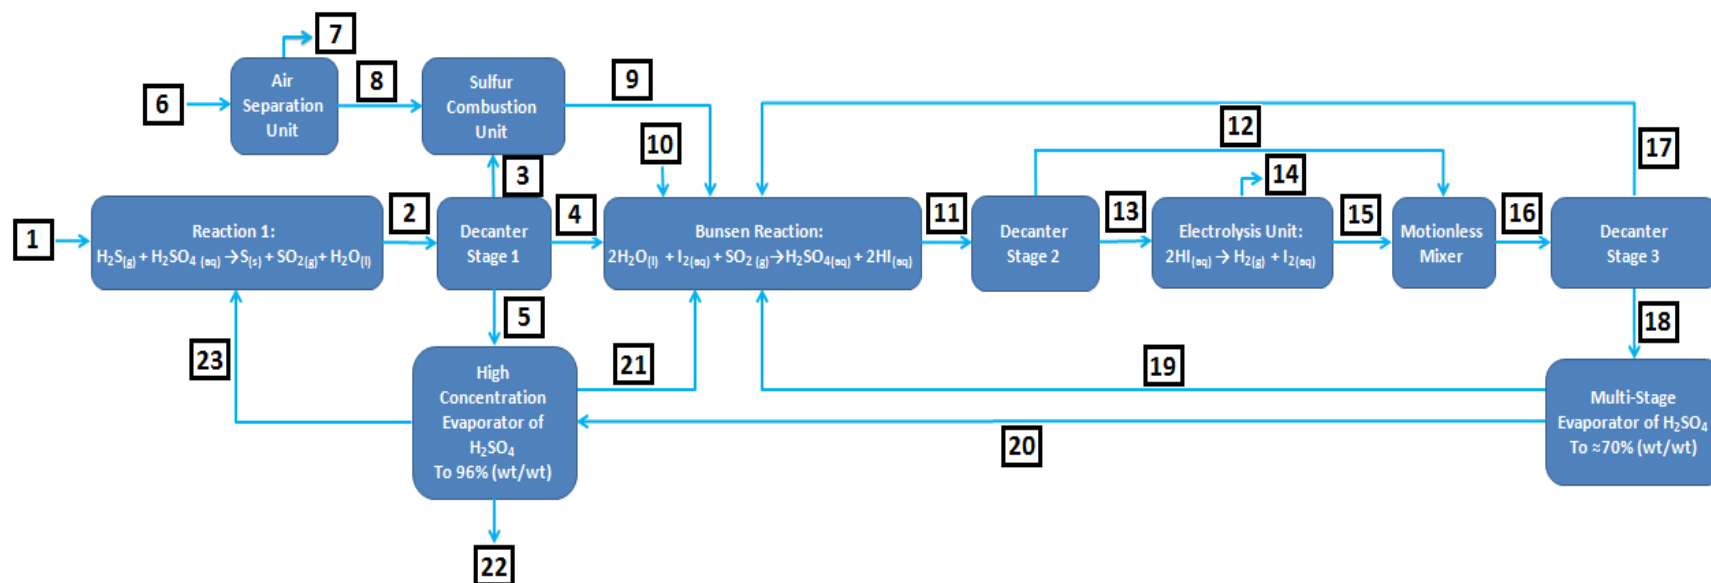 7
6
Air
Separation
Unit
8
Sulfur
Combustion
Unit
9
10
12
17
3
14
1
Reaction 1:
H₂S(g) + H₂SO₄ (aq) → S(s) + SO₂(g) + H₂O(l)
2
Decanter
Stage 1
4
Bunsen Reaction:
2H₂O(l) + I₂(aq) + SO₂ (g) → H₂SO₄(aq) + 2HI(aq)
11
Decanter
Stage 2
13
Electrolysis Unit:
2HI(aq) → H₂(g) + I₂(aq)
15
Motionless
Mixer
16
Decanter
Stage 3
5
18
23
High
Concentration
Evaporator of
H₂SO₄
To 96% (wt/wt)
21
19
20
Multi-Stage
Evaporator of H₂SO₄
To ≈70% (wt/wt)
22